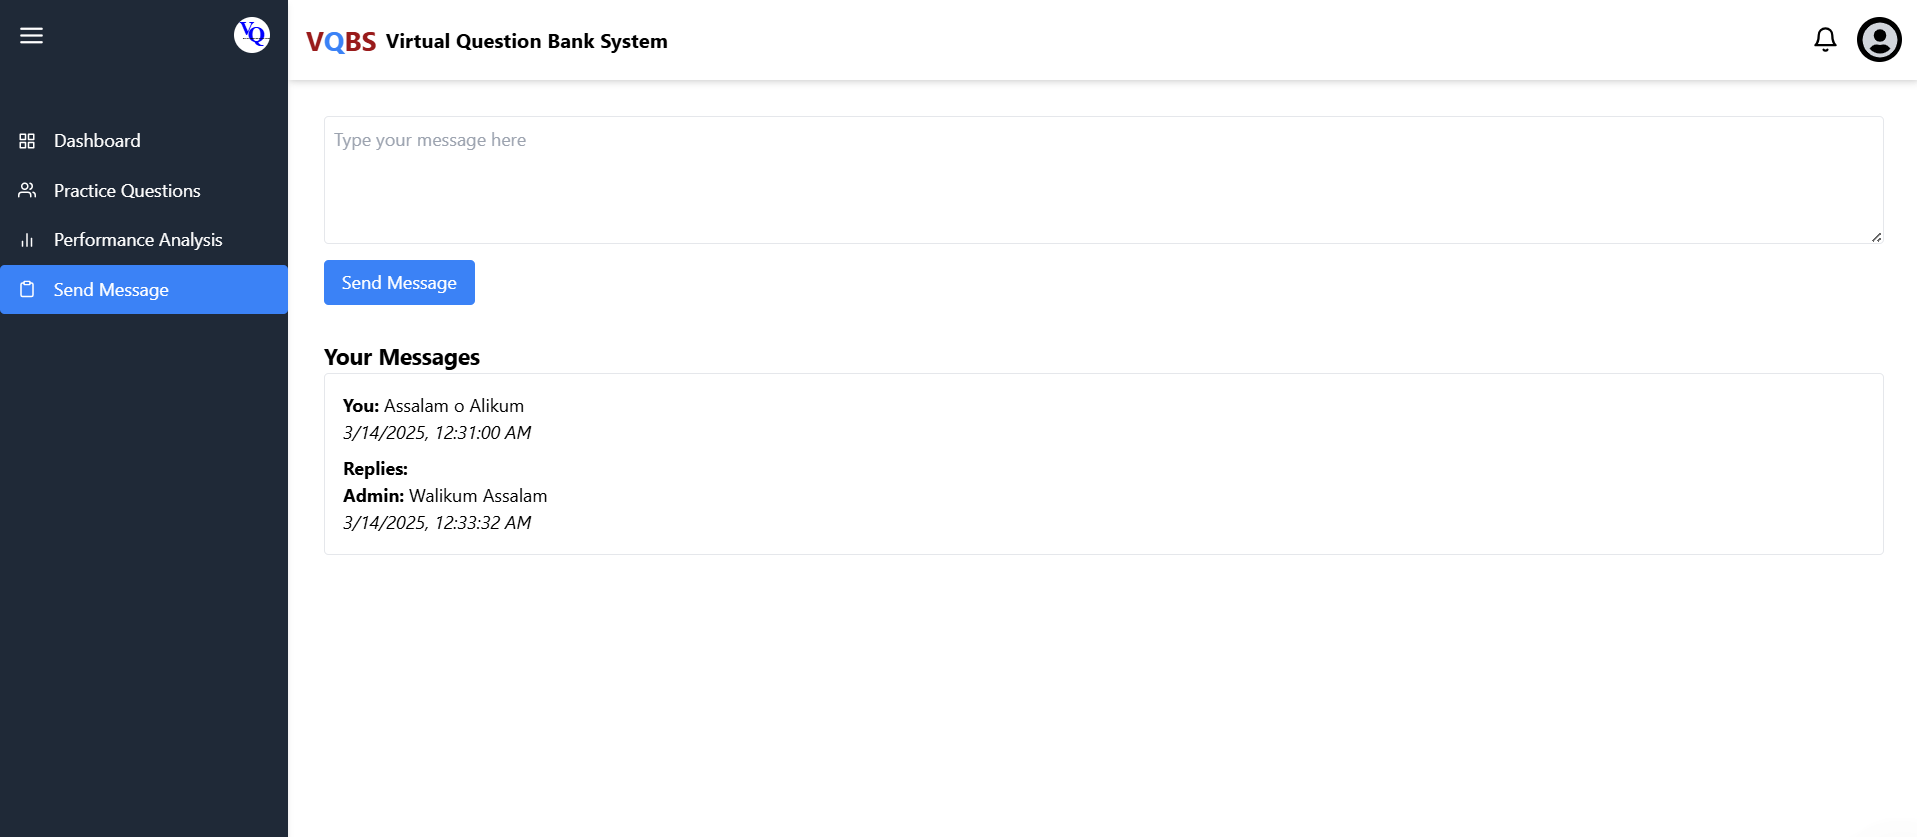 VQ
VQBS Virtual Question Bank System
Dashboard
Practice Questions
Performance Analysis
Send Message
Type your message here
Send Message
Your Messages
You: Assalam o Alikum
3/14/2025, 12:31:00 AM
Replies:
Admin: Walikum Assalam
3/14/2025, 12:33:32 AM